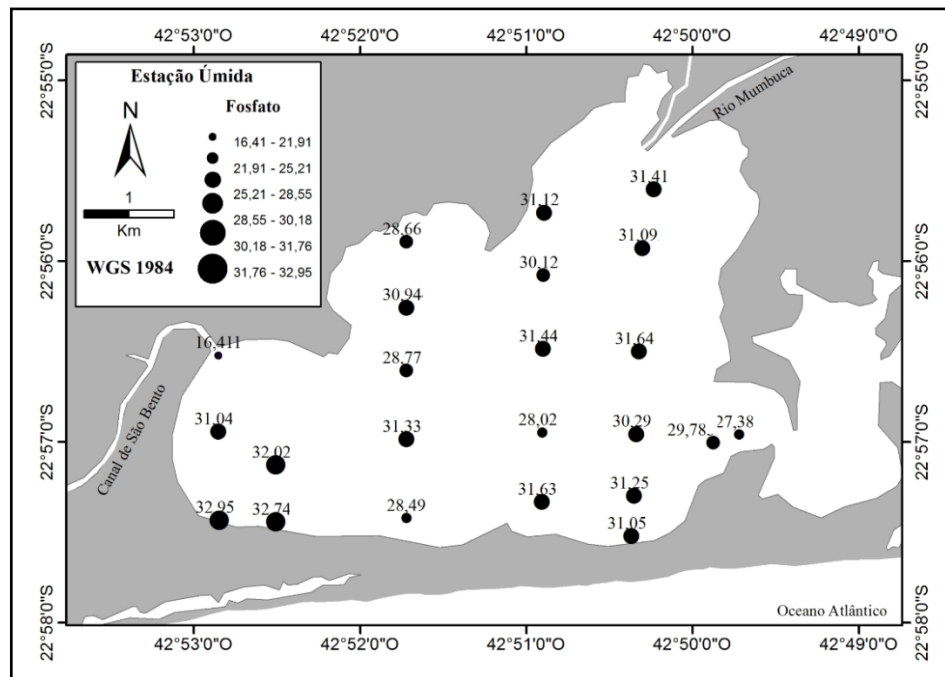 42°53'0"O 42°52'0"O 42°51'0"O 42°50'0"O 42°49'0"O
22°55'0"S 22°55'0"S
Estação Úmida
N
Fosfato
16,41 - 21,91
21,91 - 25,21
25,21 - 28,55
28,55 - 30,18
30,18 - 31,76
31,76 - 32,95
1
Km
WGS 1984
Rio Mumbuca
31,41
31,12
28,66
31,09
22°56'0"S 22°56'0"S
30,12
30,94
16,411
31,44
31,64
28,77
Canal de São Bento
31,04
31,33
28,02
30,29
29,78
27,38
22°57'0"S 22°57'0"S
32,02
32,95
32,74
28,49
31,63
31,25
31,05
Oceano Atlântico
22°58'0"S 22°58'0"S
42°53'0"O 42°52'0"O 42°51'0"O 42°50'0"O 42°49'0"O